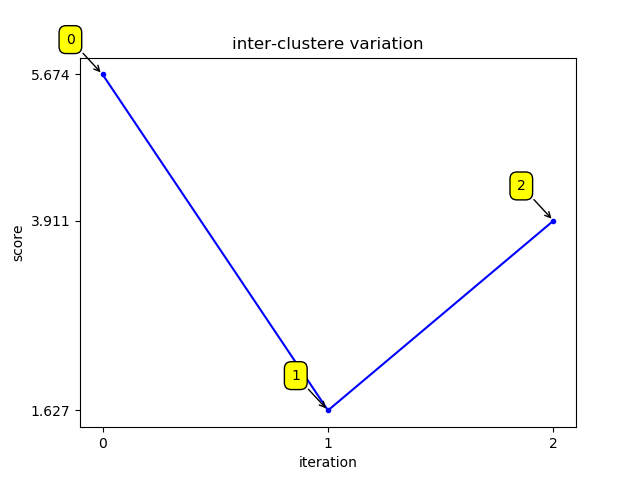 0
inter-clustere variation
5.674
2
3.911
score
1
1.627
0 1 2
iteration